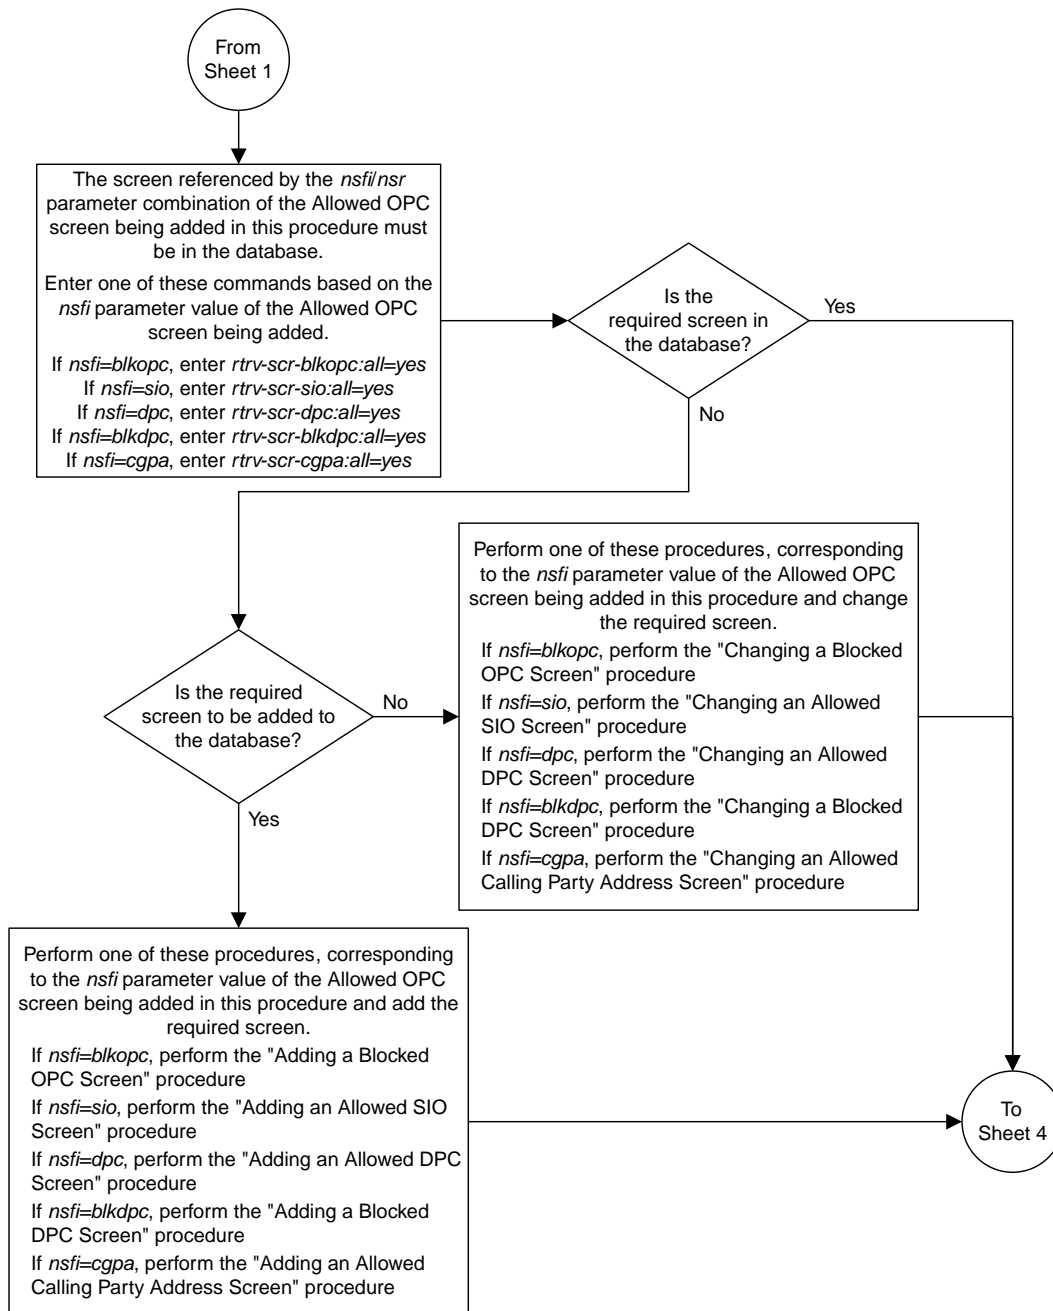 From
Sheet 1
The screen referenced by the nsfi/nsr
parameter combination of the Allowed OPC
screen being added in this procedure must
be in the database.
Enter one of these commands based on the
nsfi parameter value of the Allowed OPC
screen being added.
If nsfi=blkopc, enter rtrv-scr-blkopc:all=yes
If nsfi=sio, enter rtrv-scr-sio:all=yes
If nsfi=dpc, enter rtrv-scr-dpc:all=yes
If nsfi=blkdpc, enter rtrv-scr-blkdpc:all=yes
If nsfi=cgpa, enter rtrv-scr-cgpa:all=yes
Is the
required screen in
the database?
Yes
No
Is the required
screen to be added to
the database?
No
Yes
Perform one of these procedures, corresponding
to the nsfi parameter value of the Allowed OPC
screen being added in this procedure and change
the required screen.
If nsfi=blkopc, perform the "Changing a Blocked
OPC Screen" procedure
If nsfi=sio, perform the "Changing an Allowed
SIO Screen" procedure
If nsfi=dpc, perform the "Changing an Allowed
DPC Screen" procedure
If nsfi=blkdpc, perform the "Changing a Blocked
DPC Screen" procedure
If nsfi=cgpa, perform the "Changing an Allowed
Calling Party Address Screen" procedure
Perform one of these procedures, corresponding
to the nsfi parameter value of the Allowed OPC
screen being added in this procedure and add the
required screen.
If nsfi=blkopc, perform the "Adding a Blocked
OPC Screen" procedure
If nsfi=sio, perform the "Adding an Allowed SIO
Screen" procedure
If nsfi=dpc, perform the "Adding an Allowed DPC
Screen" procedure
If nsfi=blkdpc, perform the "Adding a Blocked
DPC Screen" procedure
If nsfi=cgpa, perform the "Adding an Allowed
Calling Party Address Screen" procedure
To
Sheet 4